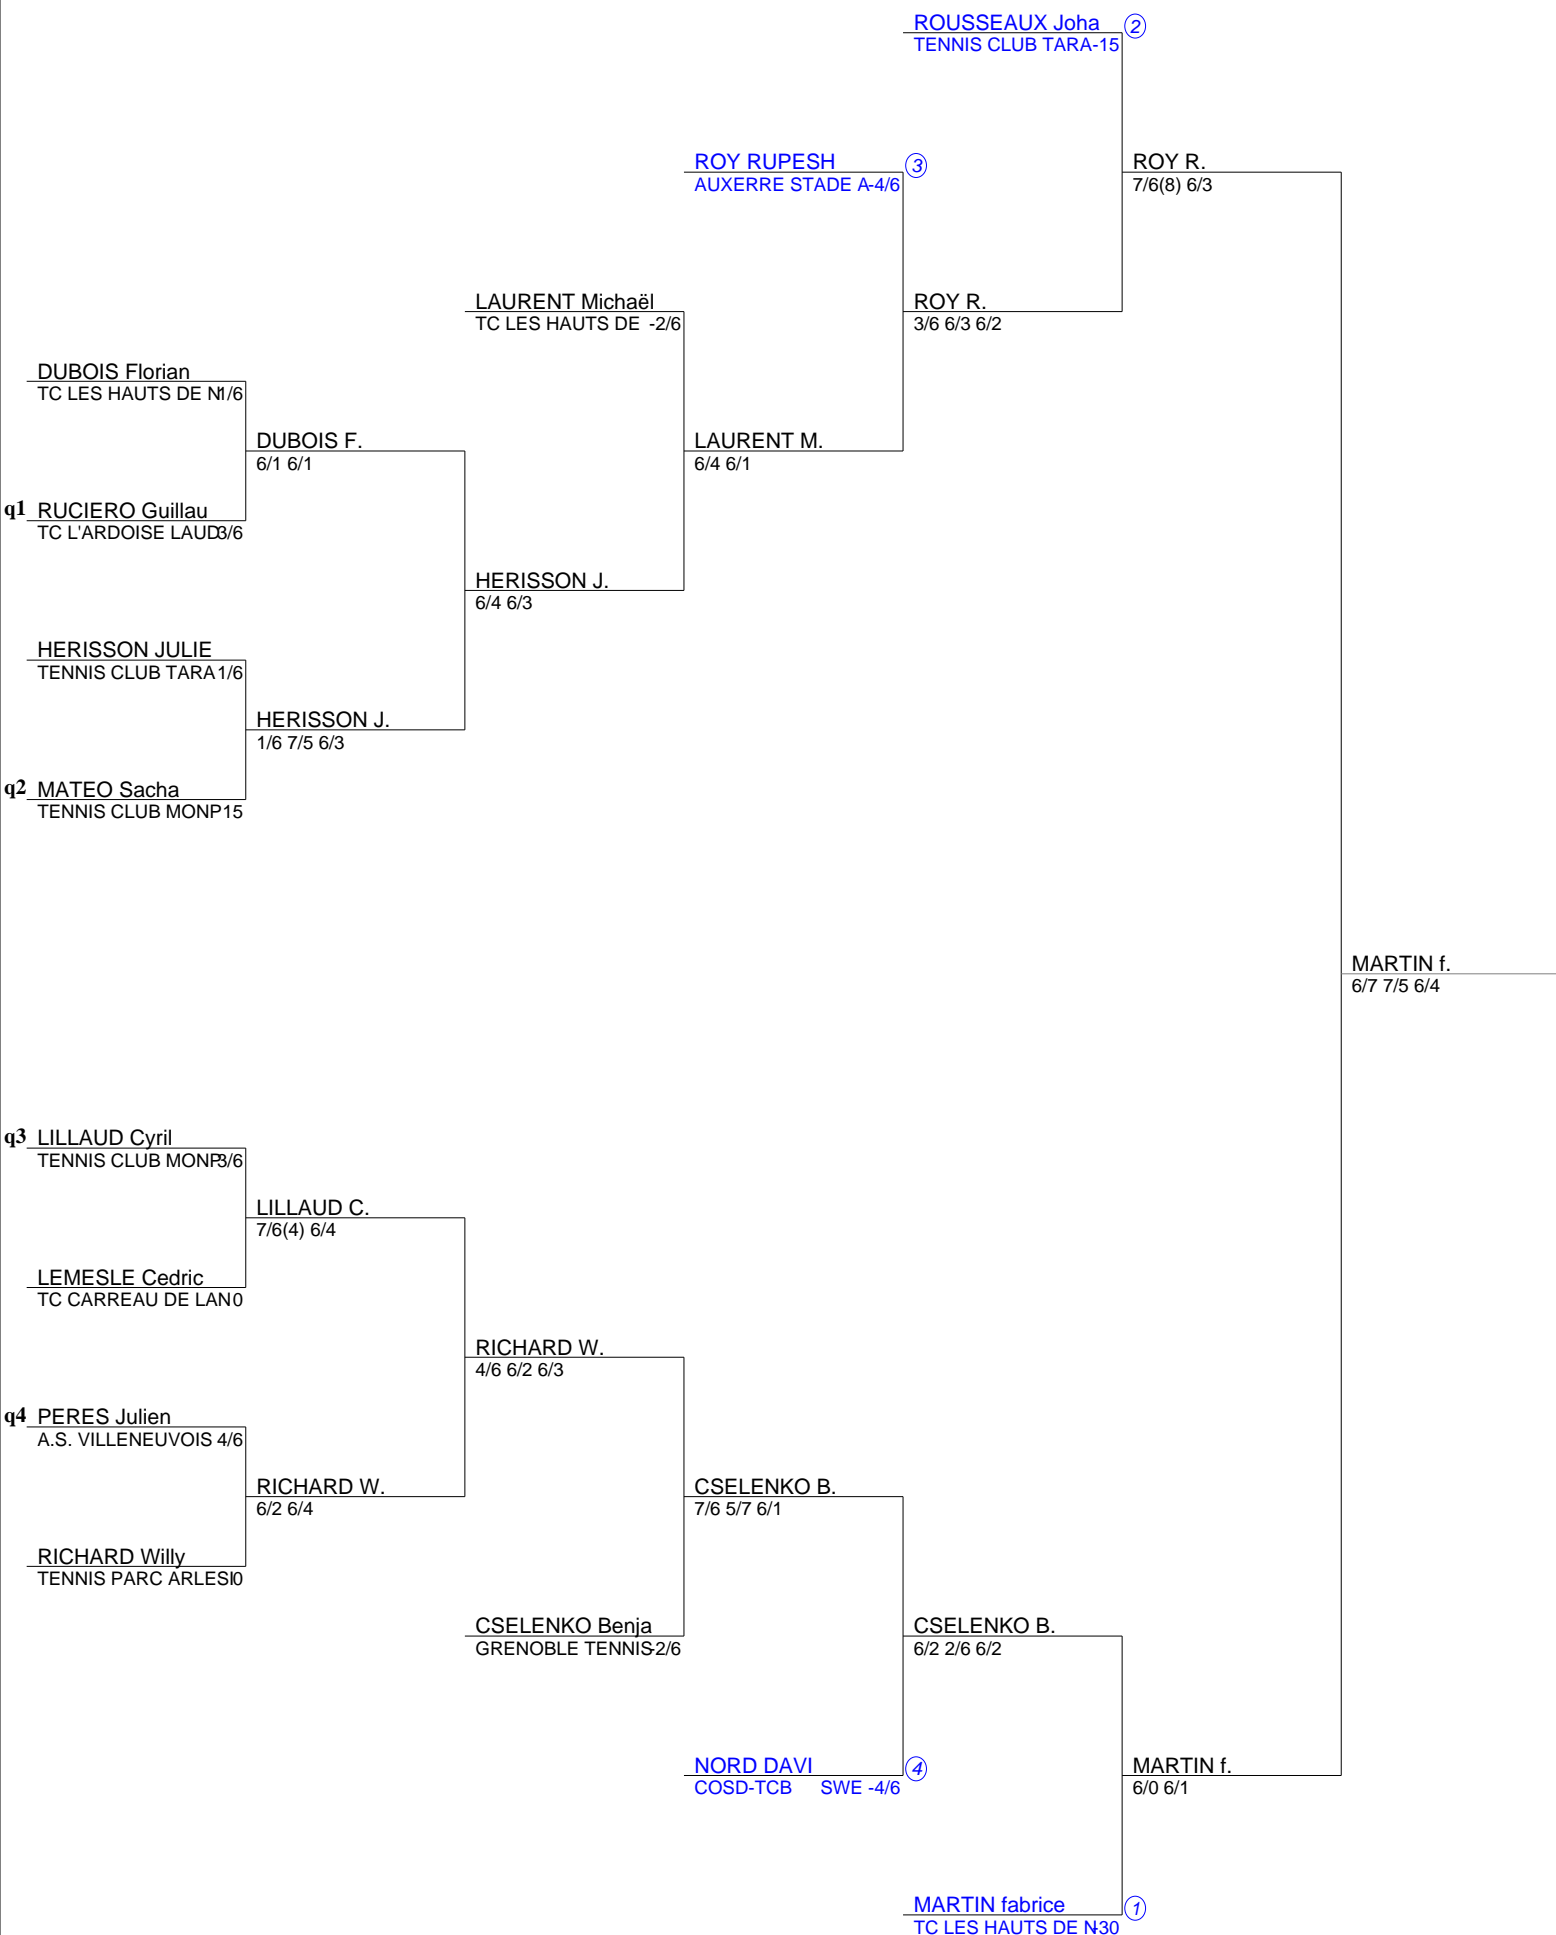 ROUSSEAUX Joha 2
TENNIS CLUB TARA-15
ROY RUPESH 3
AUXERRE STADE A-4/6
ROY R.
7/6(8) 6/3
LAURENT Michaël
TC LES HAUTS DE -2/6
ROY R.
3/6 6/3 6/2
DUBOIS Florian
TC LES HAUTS DE N1/6
DUBOIS F.
6/1 6/1
LAURENT M.
6/4 6/1
q1 RUCIERO Guillau
TC L'ARDOISE LAUD3/6
HERISSON J.
6/4 6/3
HERISSON JULIE
TENNIS CLUB TARA1/6
HERISSON J.
1/6 7/5 6/3
q2 MATEO Sacha
TENNIS CLUB MONP15
MARTIN f.
6/7 7/5 6/4
q3 LILLAUD Cyril
TENNIS CLUB MONP3/6
LILLAUD C.
7/6(4) 6/4
LEMESLE Cedric
TC CARREAU DE LAN0
RICHARD W.
4/6 6/2 6/3
q4 PERES Julien
A.S. VILLENEUVOIS 4/6
RICHARD W.
6/2 6/4
CSELENKO B.
7/6 5/7 6/1
RICHARD Willy
TENNIS PARC ARLESI0
CSELENKO Benja
GRENOBLE TENNIS-2/6
CSELENKO B.
6/2 2/6 6/2
NORD DAVI 4
COSD-TCB SWE -4/6
MARTIN f.
6/0 6/1
MARTIN fabrice 1
TC LES HAUTS DE N-30